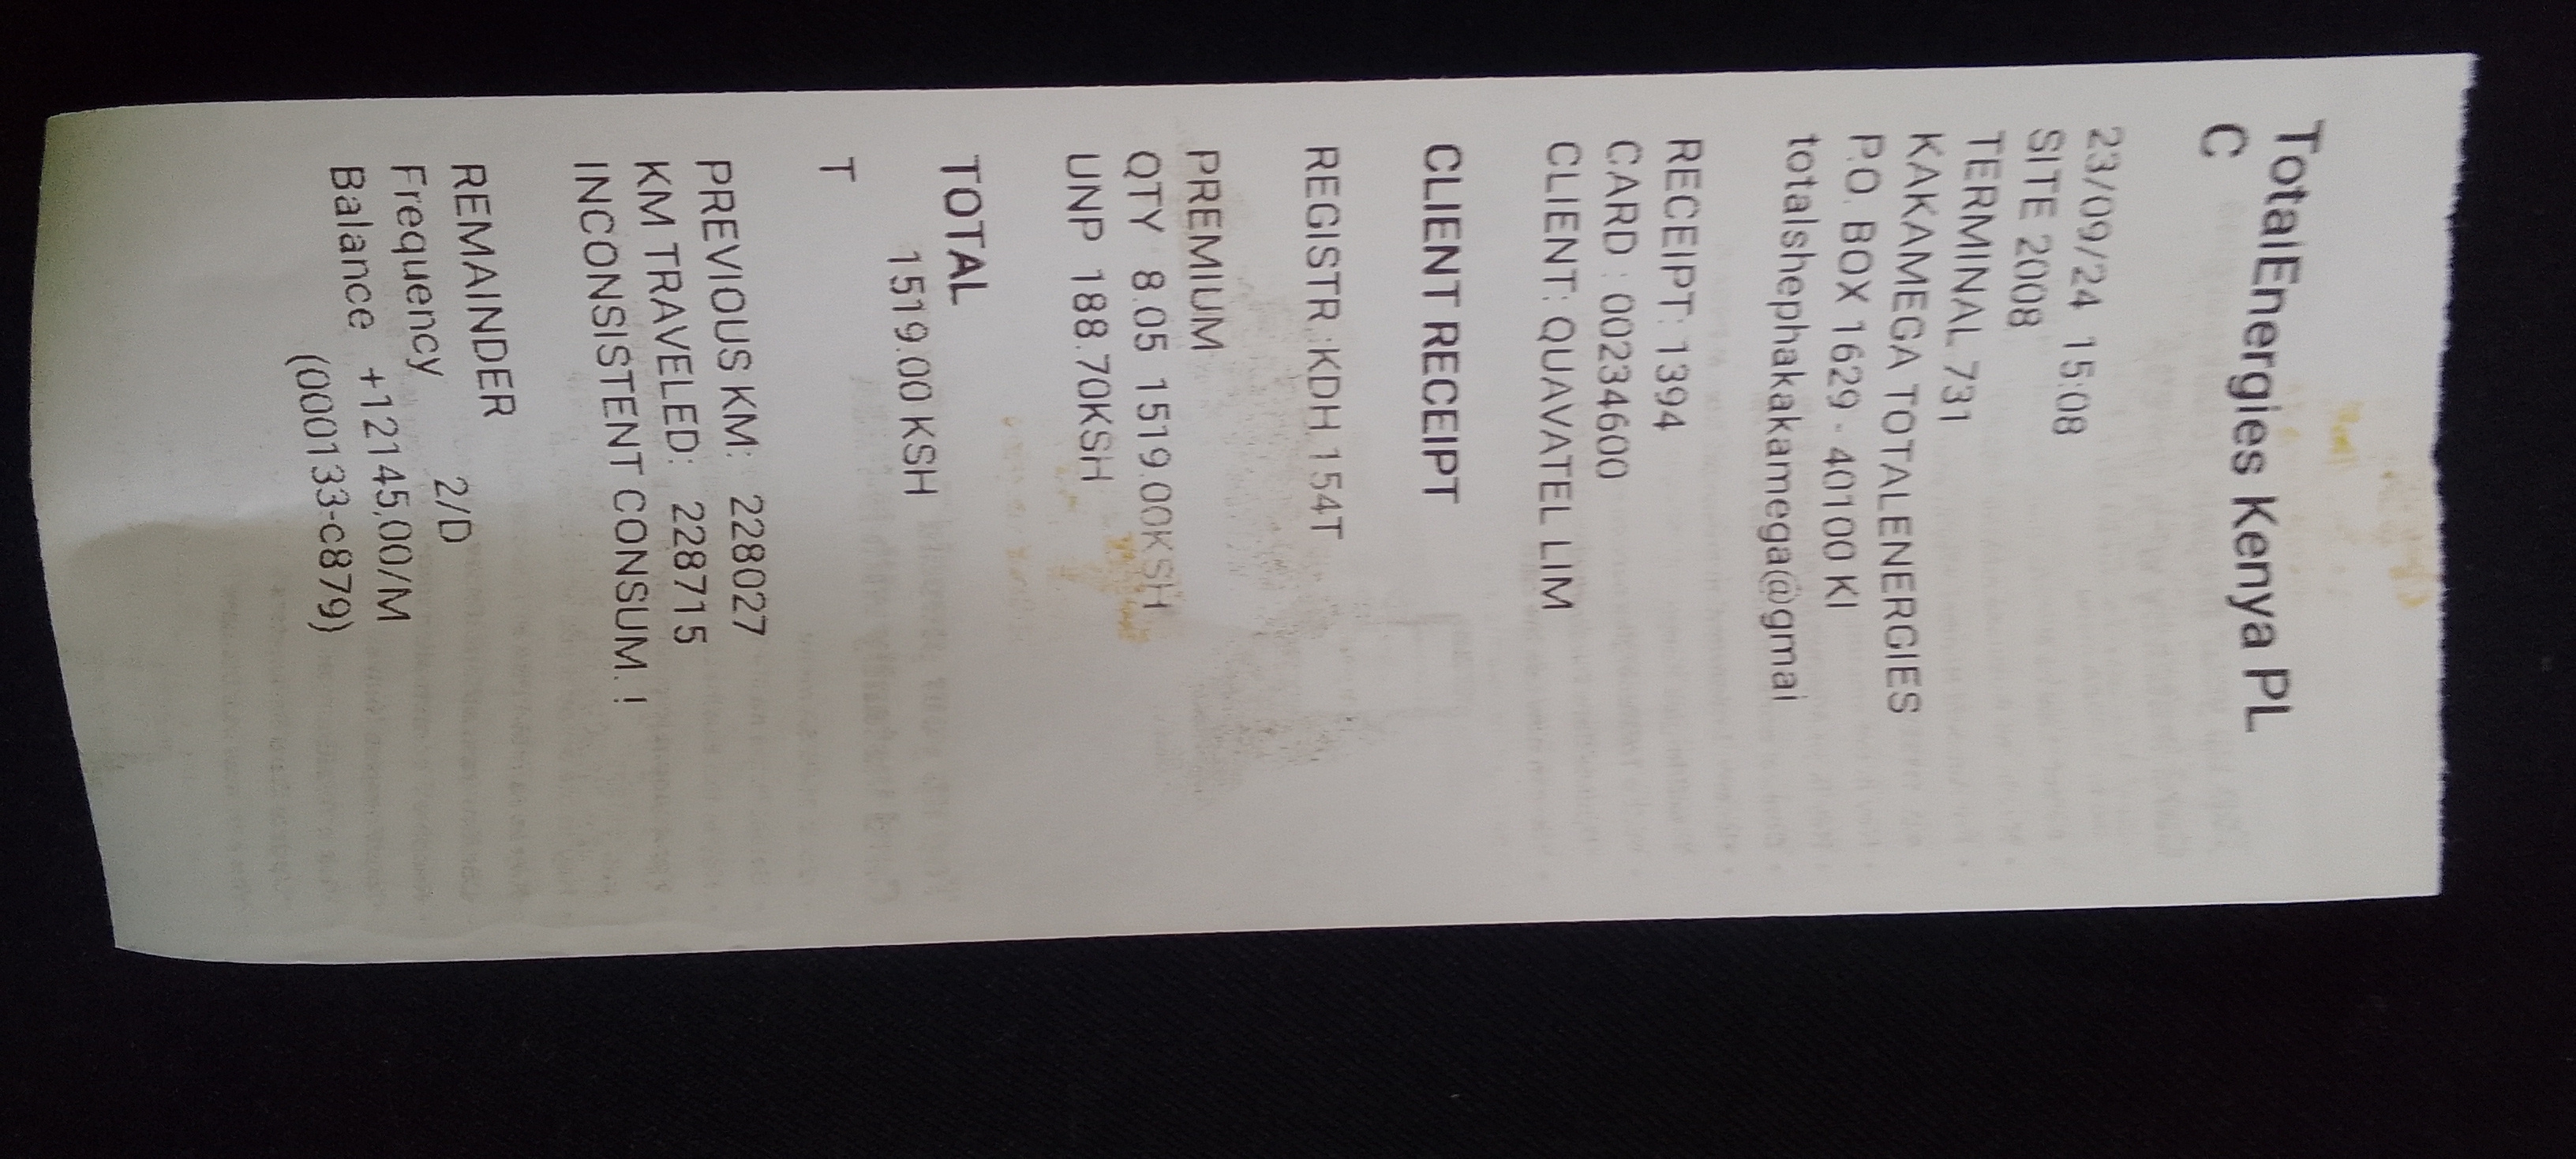 TotalEnergies Kenya PL
C
23/09/24 15:08
SITE 2008
TERMINAL 731
KAKAMEGA TOTALENERGIES
P.O. BOX 1629 - 40100 KI
totalshephakakamega@gmai
RECEIPT: 1394
CARD : 00234600
CLIENT: QUAVATEL LIM
CLIENT RECEIPT
REGISTR.:KDH 154T
PREMIUM
QTY 8.05 1519.00KSH
UNP 188.70KSH
TOTAL
1519.00 KSH
T
PREVIOUS KM: 228027
KM TRAVELED: 228715
INCONSISTENT CONSUM. !
REMAINDER
Frequency 2/D
Balance +12145,00/M
(000133-c879)